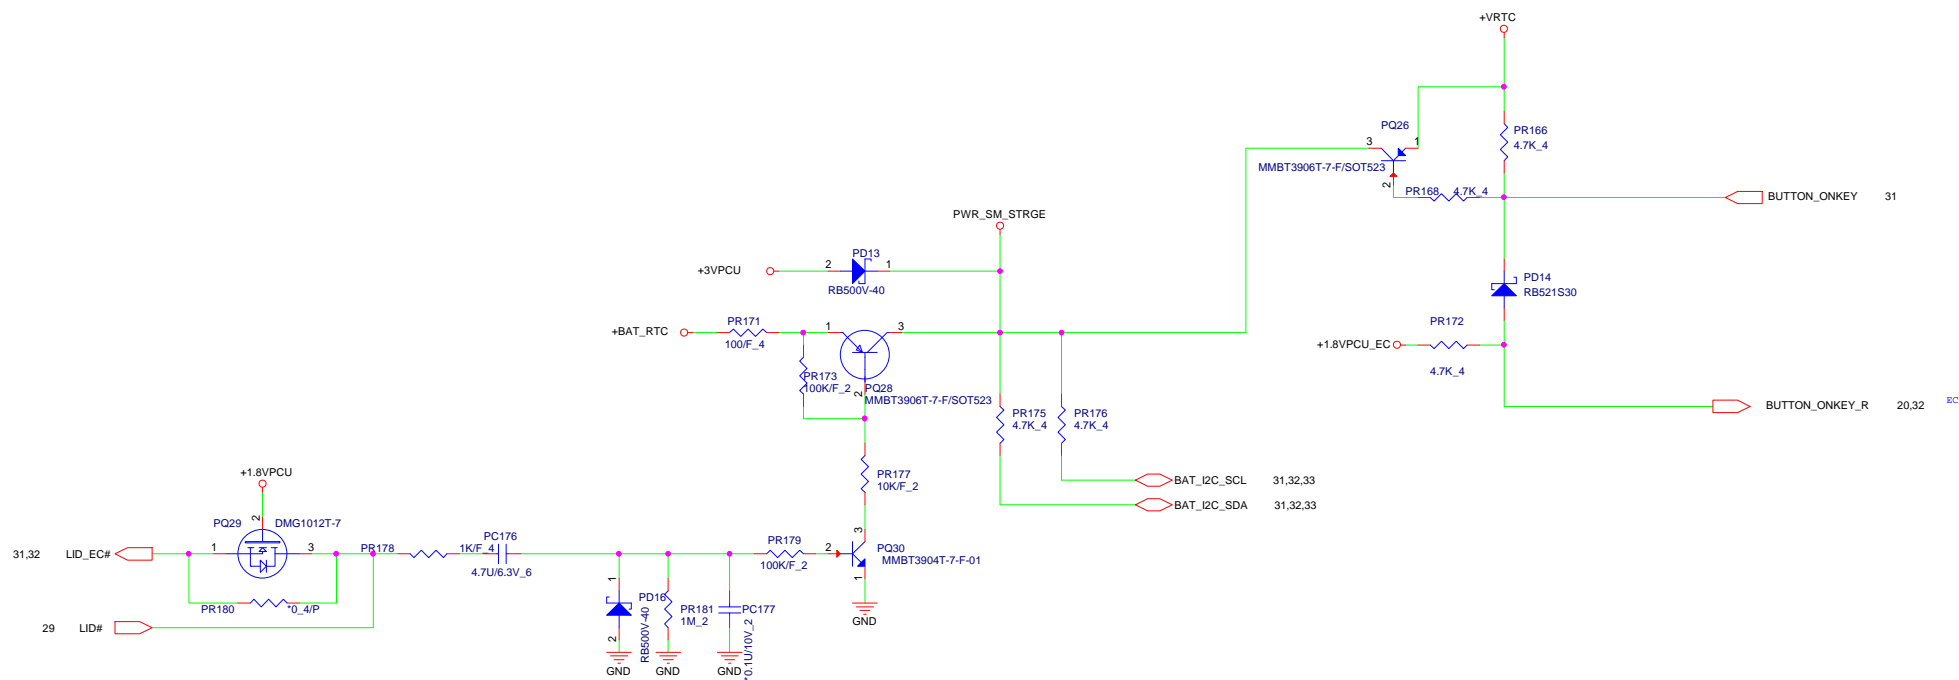 +VRTC
PQ26
3
1
MMBT3906T-7-F/SOT523
2
PR166
4.7K_4
PR168
4.7K_4
BUTTON_ONKEY
31
PWR_SM_STRGE
PD13
+3VPCU
2
1
RB500V-40
PD14
RB521S30
PR171
+BAT_RTC
100/F_4
1
3
PR173
100K/F_2
2
PQ28
MMBT3906T-7-F/SOT523
PR172
+1.8VPCU_EC
4.7K_4
PR175
4.7K_4
PR176
4.7K_4
BUTTON_ONKEY_R
20,32
EC
PR177
10K/F_2
BAT_I2C_SCL
31,32,33
BAT_I2C_SDA
31,32,33
+1.8VPCU
2
PQ29
DMG1012T-7
31,32
LID_EC#
1
3
PR178
1K/F_4
PC176
4.7U/6.3V_6
PR180
*0_4/P
29
LID#
PR179
100K/F_2
2
3
PQ30
MMBT3904T-7-F-01
1
GND
1
PD16
2
RB500V-40
GND
PR181
1M_2
GND
PC177
*0.1U/10V_2
GND